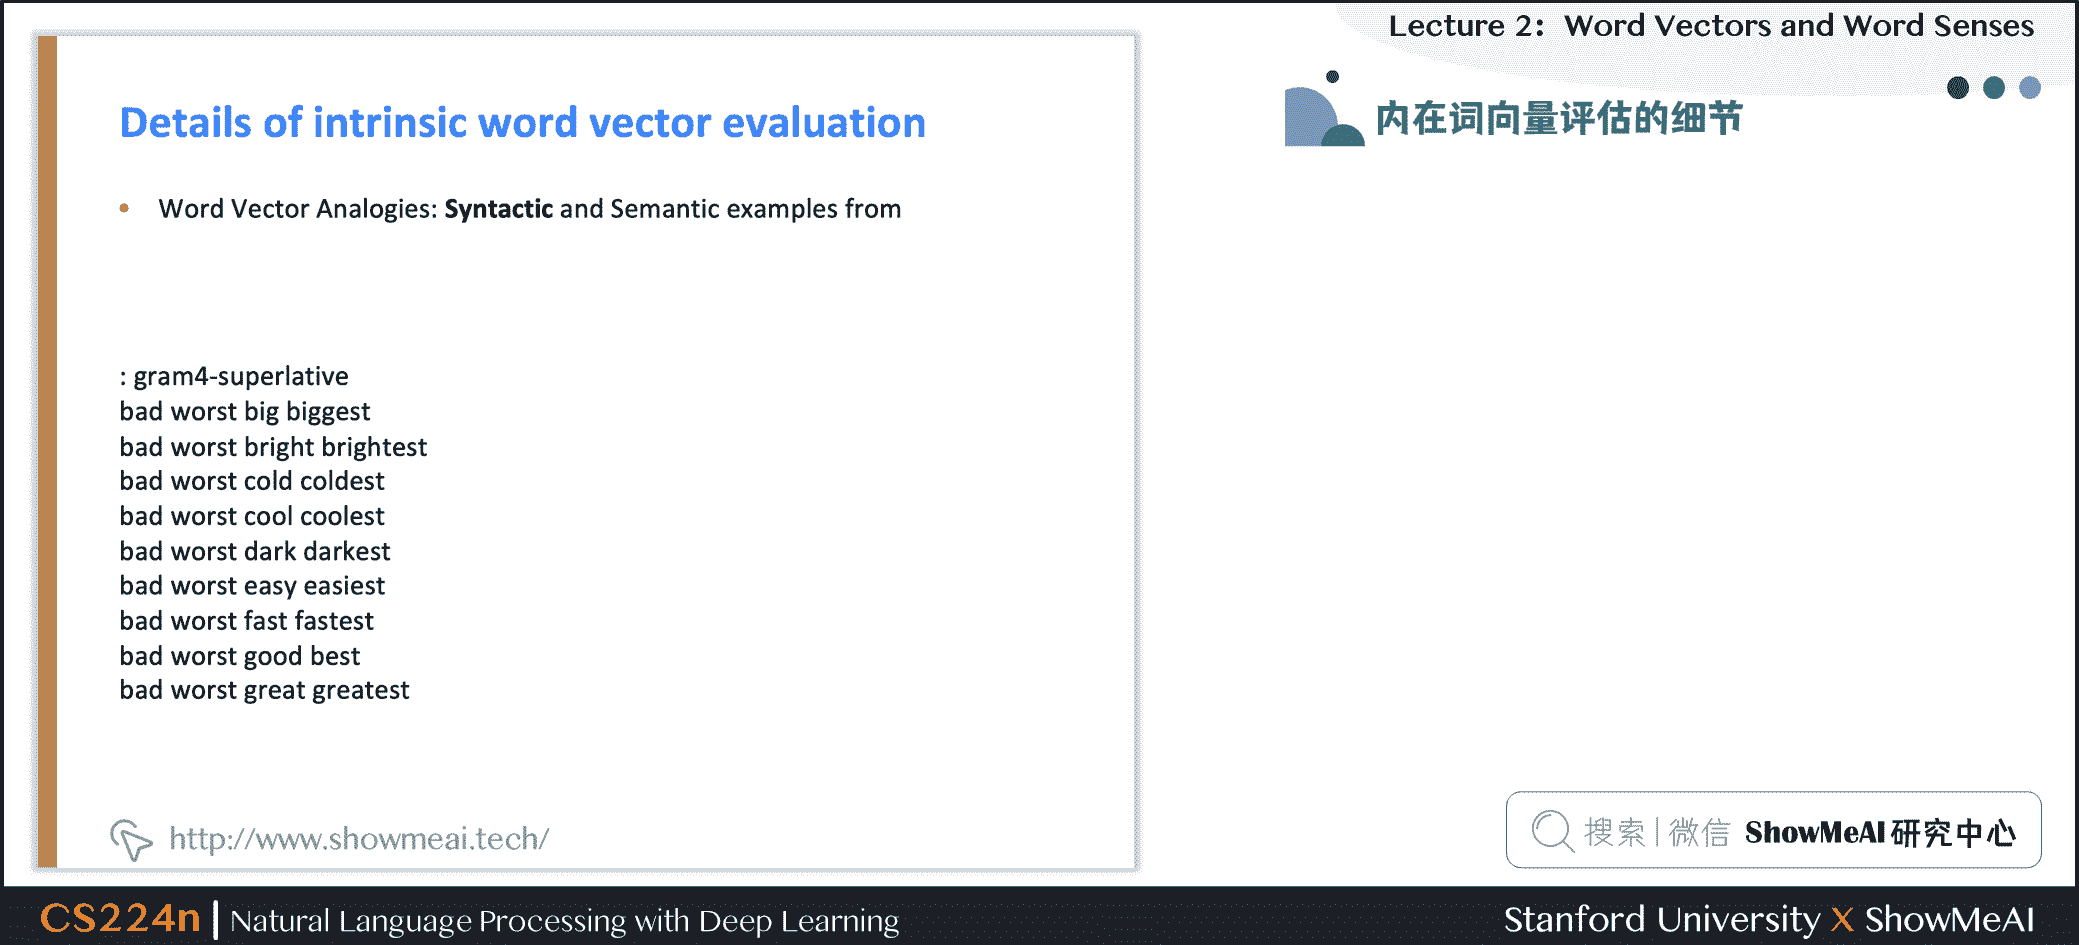 Lecture 2: Word Vectors and Word Senses
Details of intrinsic word vector evaluation
内在词向量评估的细节
• Word Vector Analogies: Syntactic and Semantic examples from
: gram4-superlative
bad worst big biggest
bad worst bright brightest
bad worst cold coldest
bad worst cool coolest
bad worst dark darkest
bad worst easy easiest
bad worst fast fastest
bad worst good best
bad worst great greatest
http://www.showmeai.tech/
搜索 | 微信 ShowMeAI 研究中心
CS224n | Natural Language Processing with Deep Learning
Stanford University X ShowMeAI